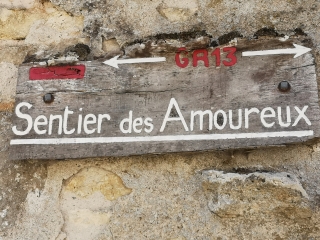 GR13
Sentier des Amoureux